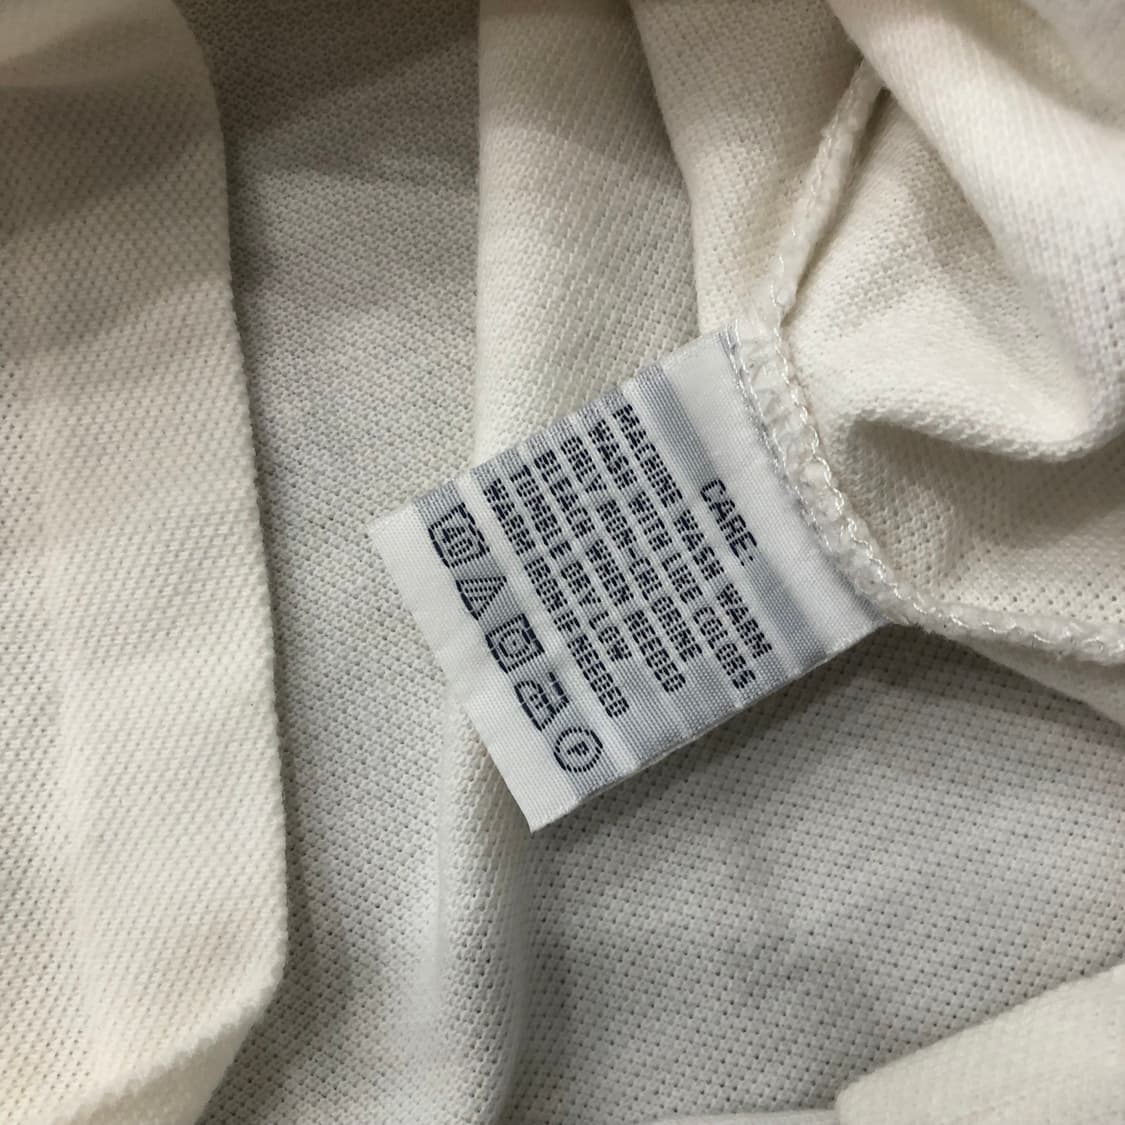 CARE:
MACHINE WASH WARM
WASH WITH LIKE COLORS
ONLY NON-CHLORINE
BLEACH WHEN NEEDED
TUMBLE DRY LOW
WARM IRON IF NEEDED
P